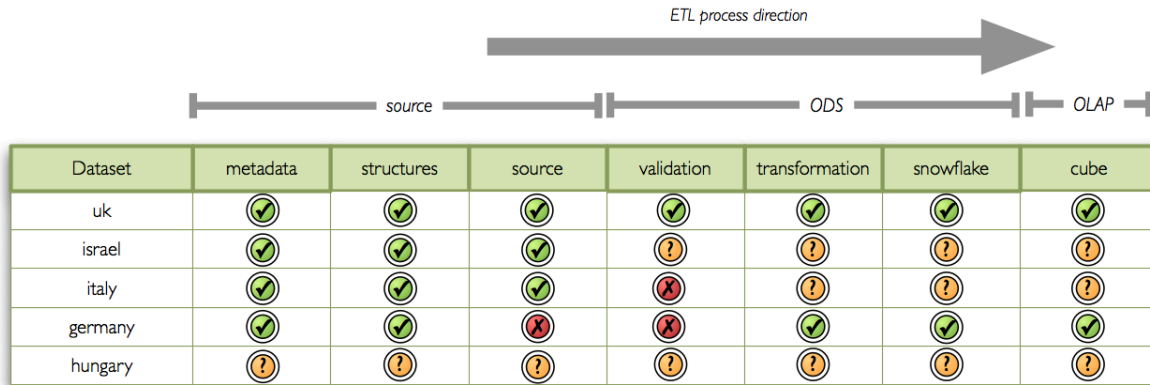 ETL process direction
source ODS OLAP
Dataset metadata structures source validation transformation snowflake cube
uk ✓ ✓ ✓ ✓ ✓ ✓ ✓
israel ✓ ✓ ✓ ? ? ? ?
italy ✓ ✓ ✓ ✗ ? ? ?
germany ✓ ✓ ✗ ✗ ✓ ✓ ✓
hungary ? ? ? ? ? ? ?